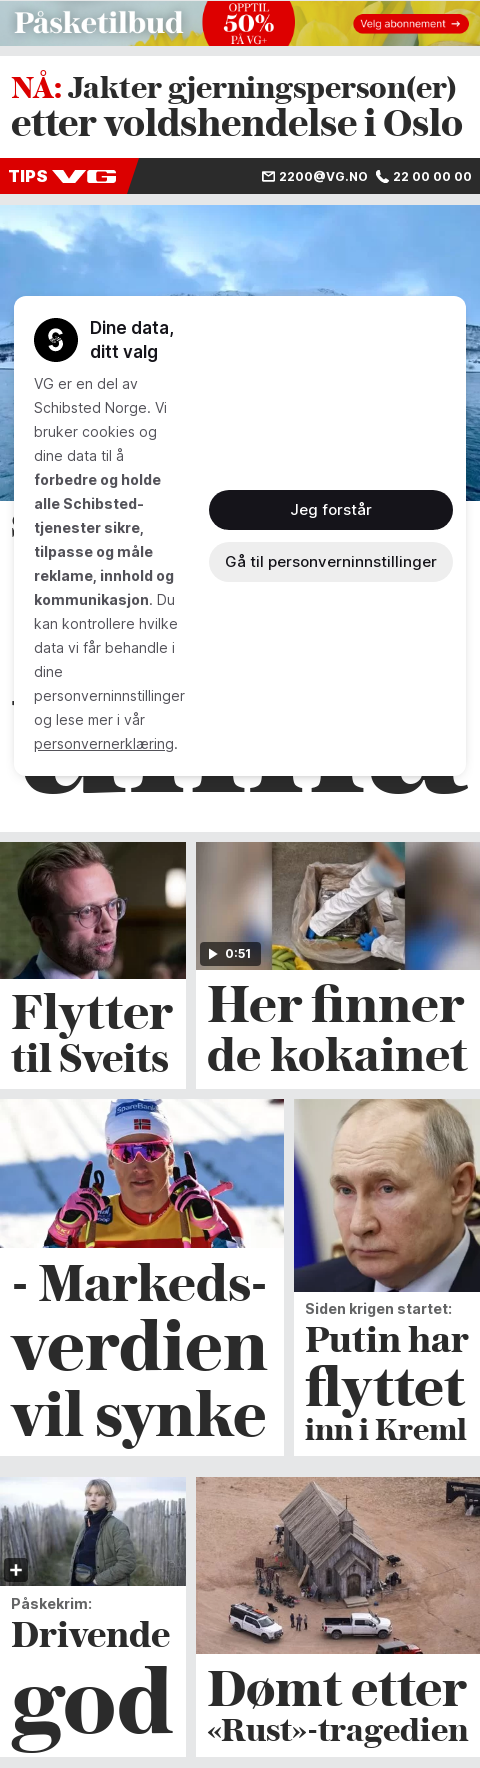 Påsketilbud
OPPTIL
50%
PÅ VG+
Velg abonnement →
NÅ: Jakter gjerningsperson(er)
etter voldshendelse i Oslo
TIPS VG
2200@VG.NO
22 00 00 00
Dine data,
ditt valg
VG er en del av
Schibsted Norge. Vi
bruker cookies og
dine data til å
forbedre og holde
alle Schibsted-
tjenester sikre,
tilpasse og måle
reklame, innhold og
kommunikasjon. Du
kan kontrollere hvilke
data vi får behandle i
dine
personverninnstillinger
og lese mer i vår
personvernerklæring.
Jeg forstår
Gå til personverninnstillinger
0:51
Flytter
til Sveits
Her finner
de kokainet
SpareBank
- Markeds-
verdien
vil synke
Siden krigen startet:
Putin har
flyttet
inn i Kreml
Påskekrim:
Drivende
god
Dømt etter
«Rust»-tragedien